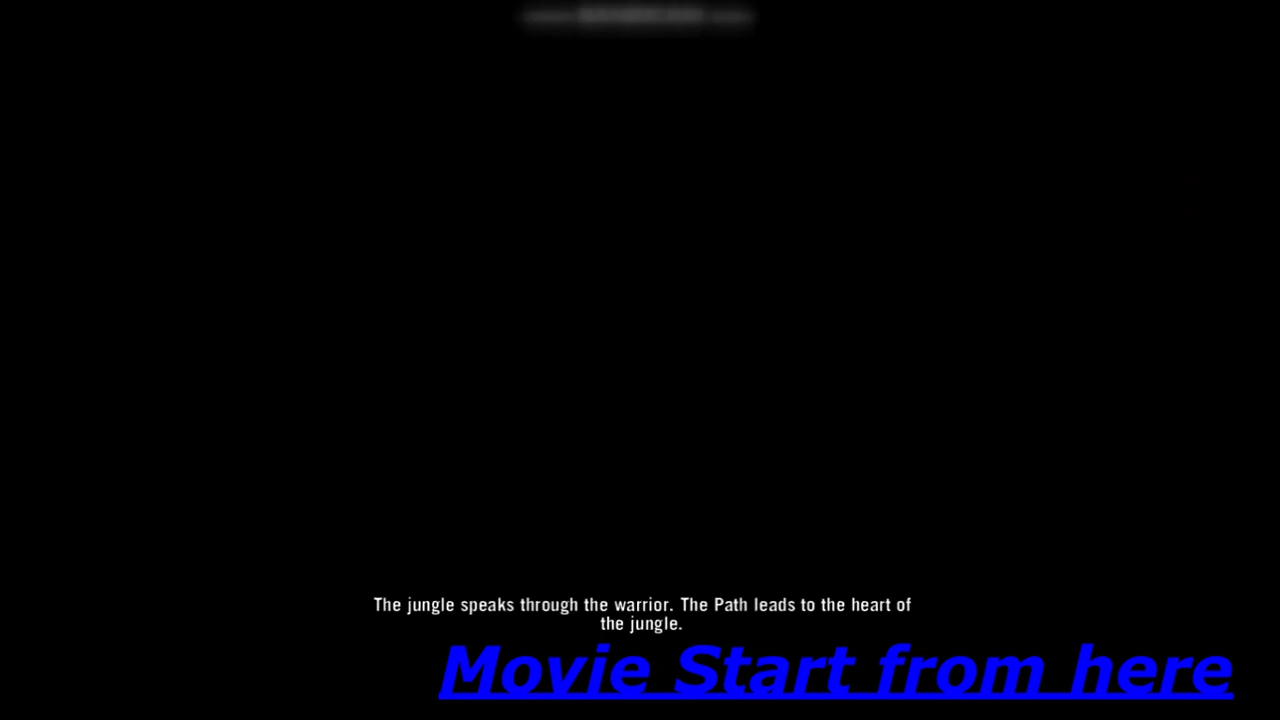 The jungle speaks through the warrior. The Path leads to the heart of
the jungle.
Movie Start from here